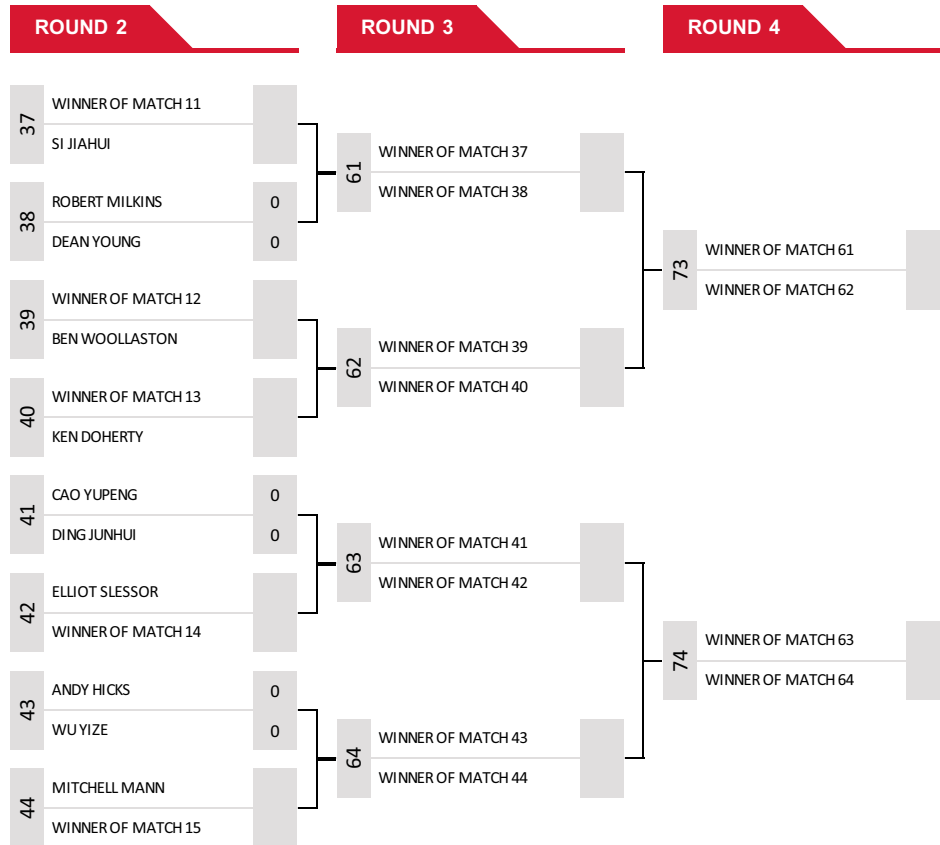 ROUND 2
ROUND 3
ROUND 4
37
WINNER OF MATCH 11
SI JIAHUI
38
ROBERT MILKINS 0
DEAN YOUNG 0
39
WINNER OF MATCH 12
BEN WOOLLASTON
40
WINNER OF MATCH 13
KEN DOHERTY
41
CAO YUPENG 0
DING JUNHUI 0
42
ELLIOT SLESSOR
WINNER OF MATCH 14
43
ANDY HICKS 0
WU YIZE 0
44
MITCHELL MANN
WINNER OF MATCH 15
61
WINNER OF MATCH 37
WINNER OF MATCH 38
62
WINNER OF MATCH 39
WINNER OF MATCH 40
63
WINNER OF MATCH 41
WINNER OF MATCH 42
64
WINNER OF MATCH 43
WINNER OF MATCH 44
73
WINNER OF MATCH 61
WINNER OF MATCH 62
74
WINNER OF MATCH 63
WINNER OF MATCH 64